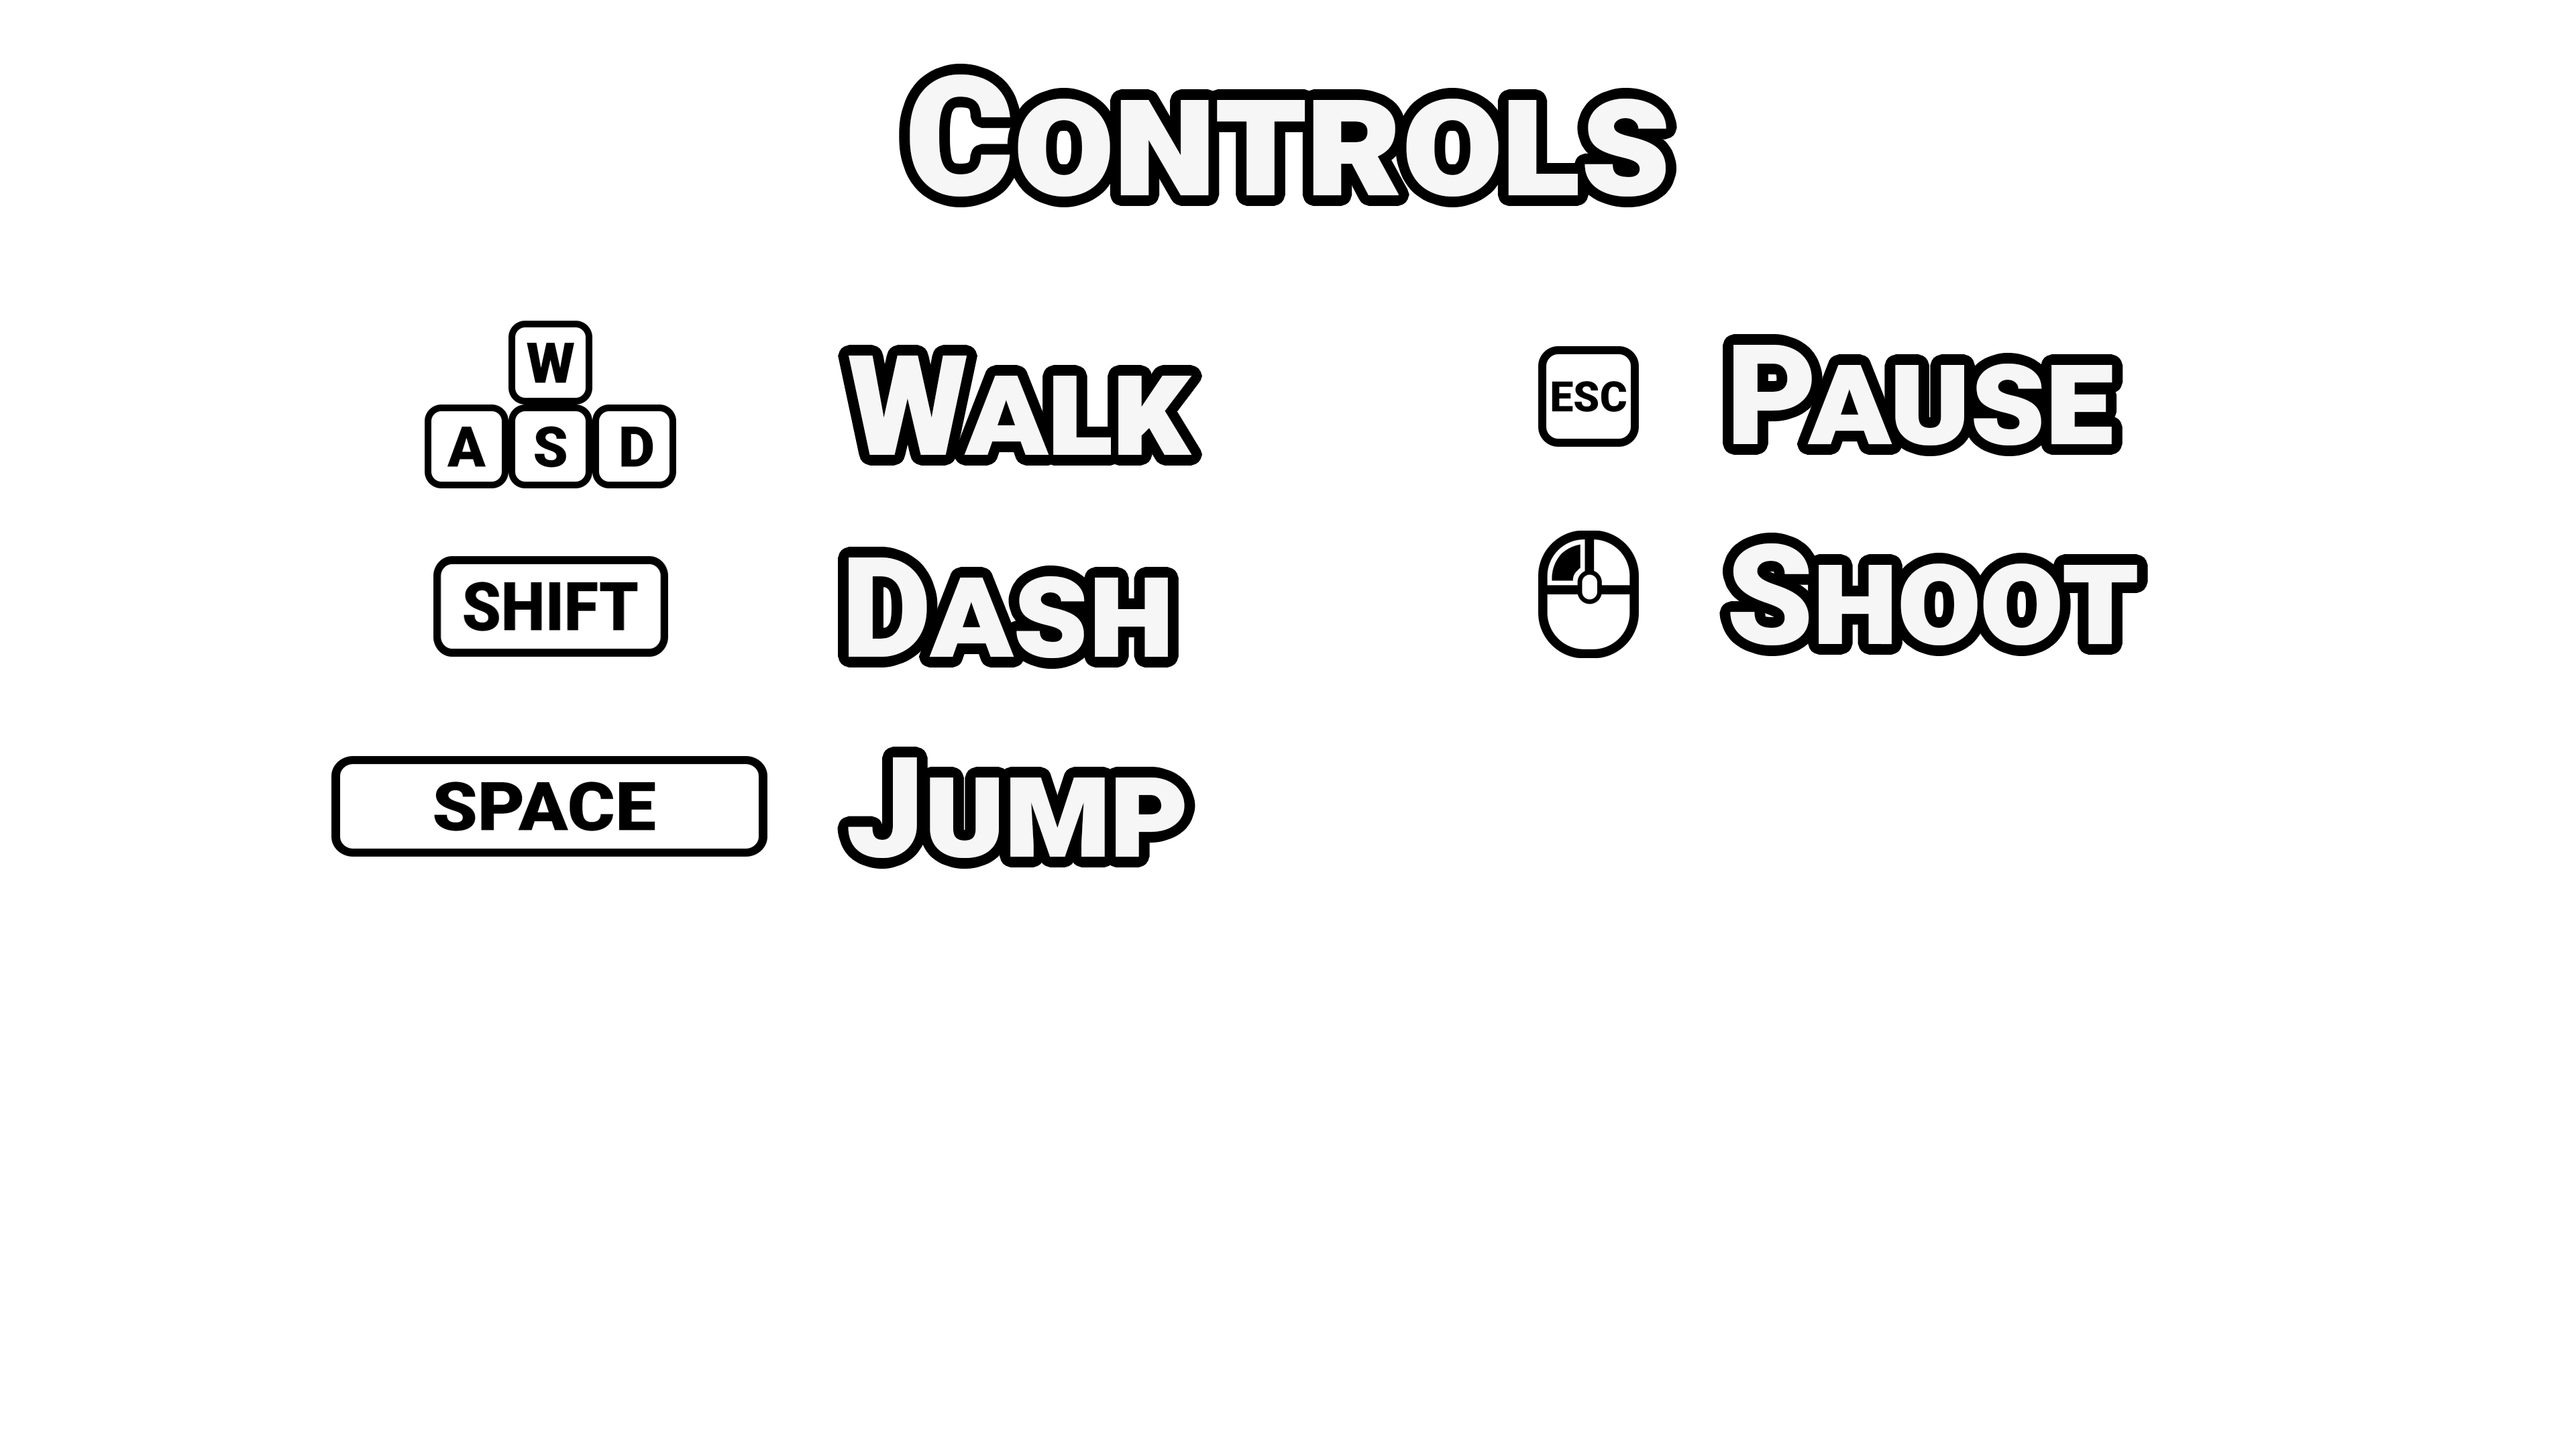 CONTROLS
W
A S D
WALK
SHIFT
DASH
SPACE
JUMP
ESC
PAUSE
SHOOT